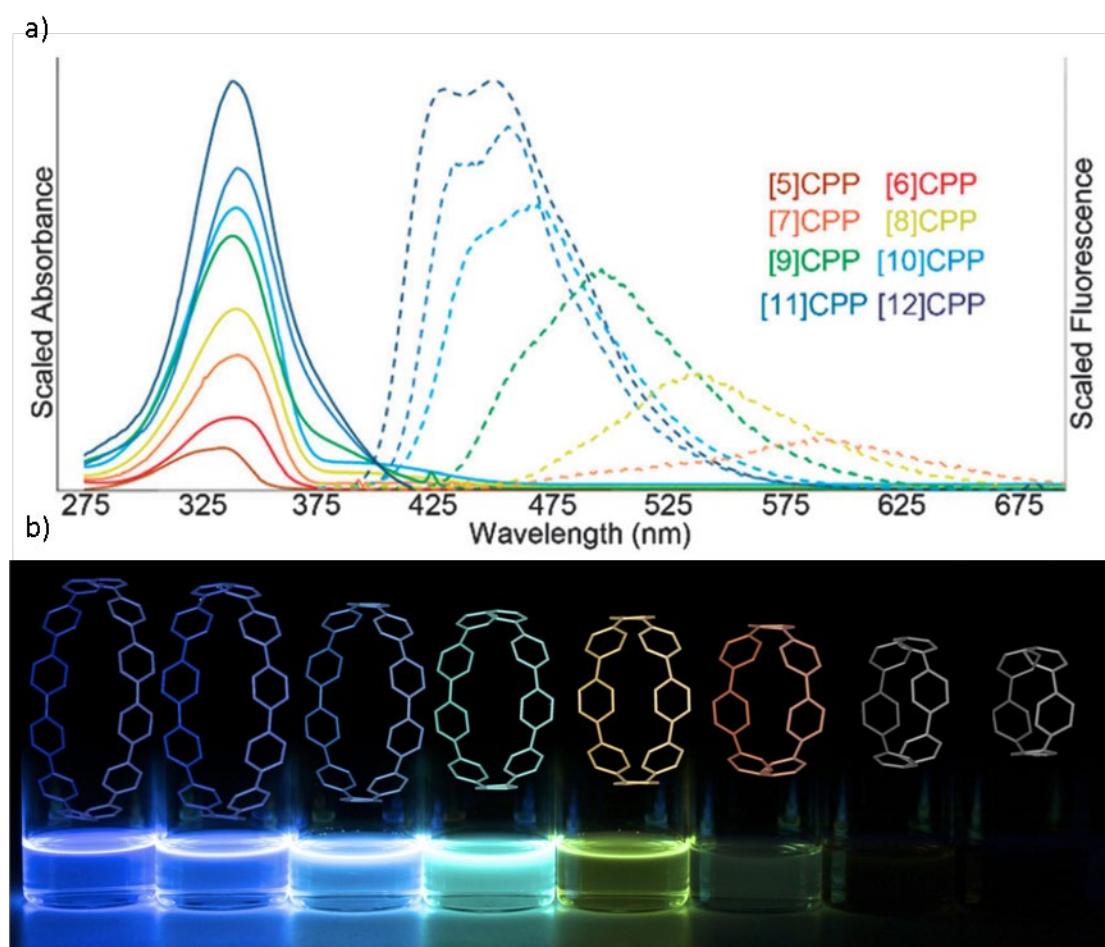 a)
Scaled Absorbance
[5]CPP [6]CPP
[7]CPP [8]CPP
[9]CPP [10]CPP
[11]CPP [12]CPP
Scaled Fluorescence
275 325 375 425 475 525 575 625 675
Wavelength (nm)
b)